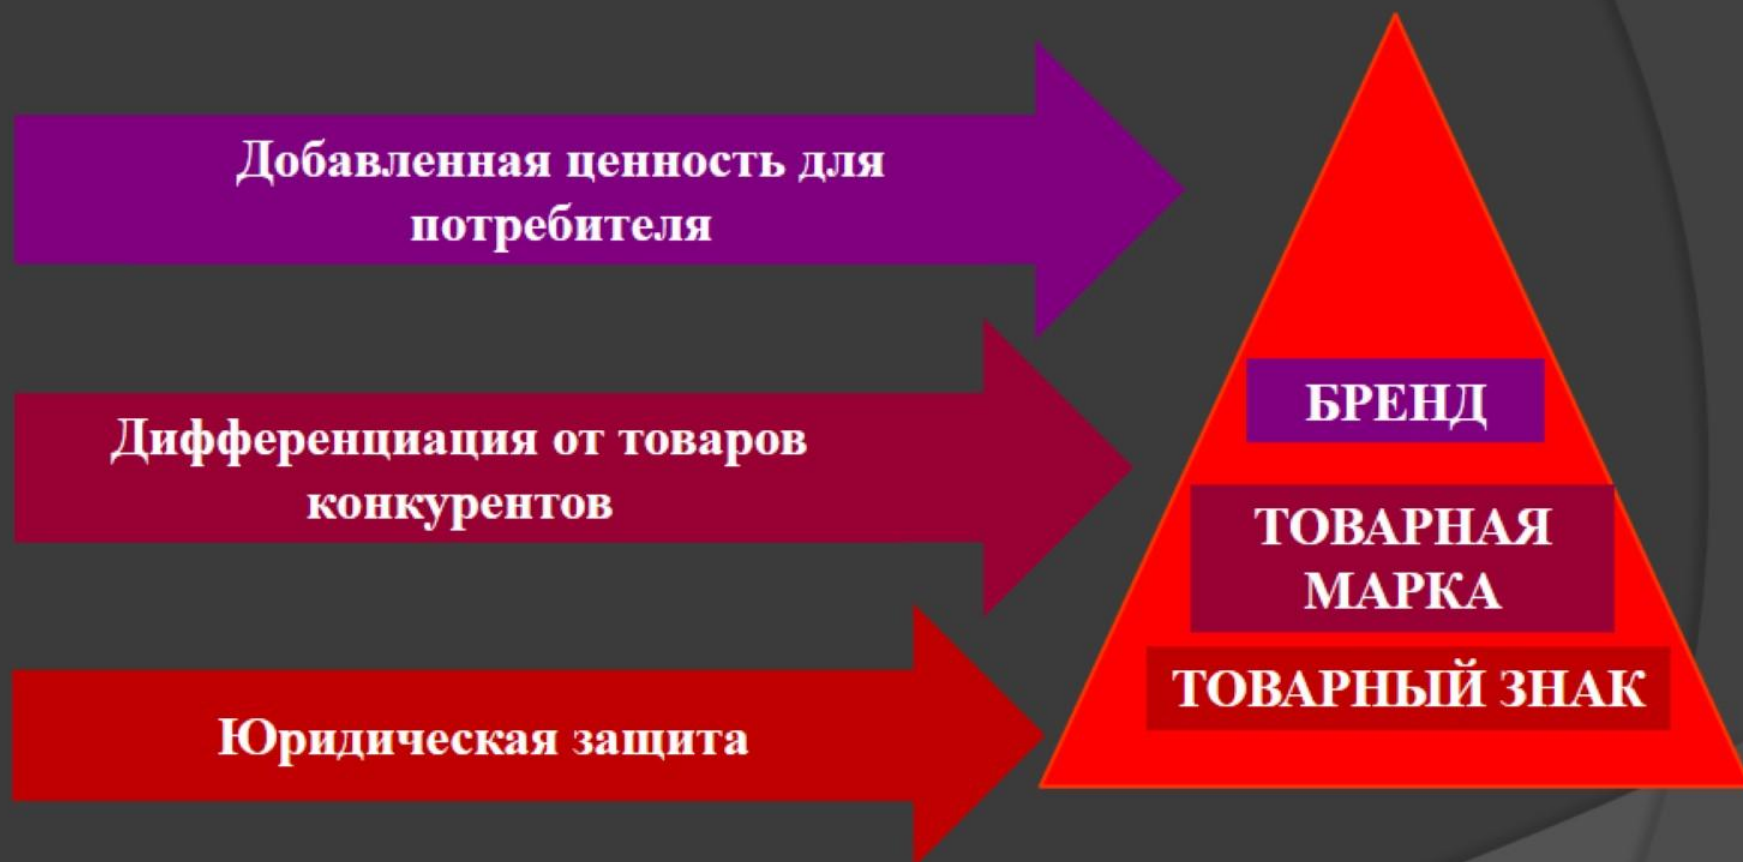 Добавленная ценность для
потребителя
Дифференциация от товаров
конкурентов
Юридическая защита
БРЕНД
ТОВАРНАЯ
МАРКА
ТОВАРНЫЙ ЗНАК